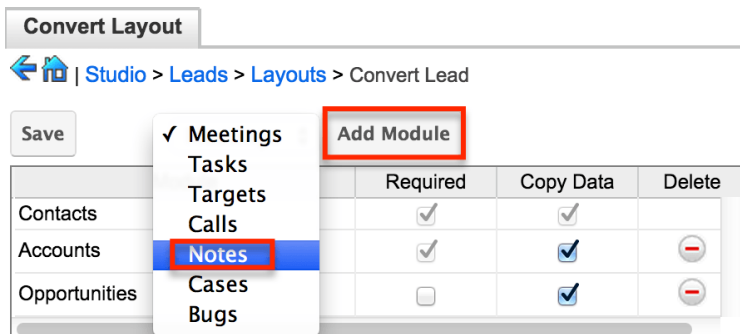 Convert Layout
| Studio > Leads > Layouts > Convert Lead
Save
✓ Meetings
Add Module
Tasks
Targets
Calls
Notes
Cases
Bugs
Required
Copy Data
Delete
Contacts
Accounts
Opportunities